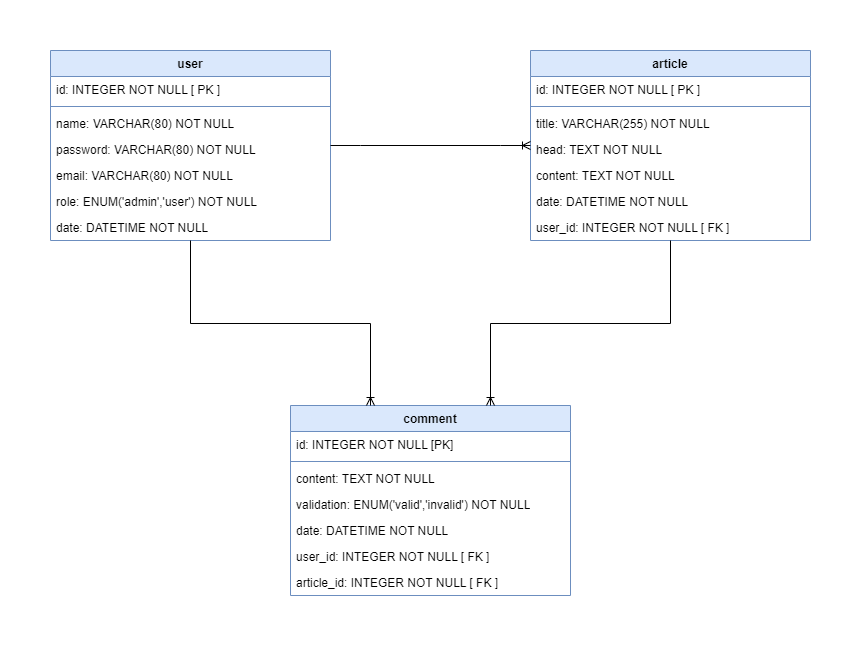 user
id: INTEGER NOT NULL [ PK ]
name: VARCHAR(80) NOT NULL
password: VARCHAR(80) NOT NULL
email: VARCHAR(80) NOT NULL
role: ENUM('admin','user') NOT NULL
date: DATETIME NOT NULL
article
id: INTEGER NOT NULL [ PK ]
title: VARCHAR(255) NOT NULL
head: TEXT NOT NULL
content: TEXT NOT NULL
date: DATETIME NOT NULL
user_id: INTEGER NOT NULL [ FK ]
comment
id: INTEGER NOT NULL [PK]
content: TEXT NOT NULL
validation: ENUM('valid','invalid') NOT NULL
date: DATETIME NOT NULL
user_id: INTEGER NOT NULL [ FK ]
article_id: INTEGER NOT NULL [ FK ]